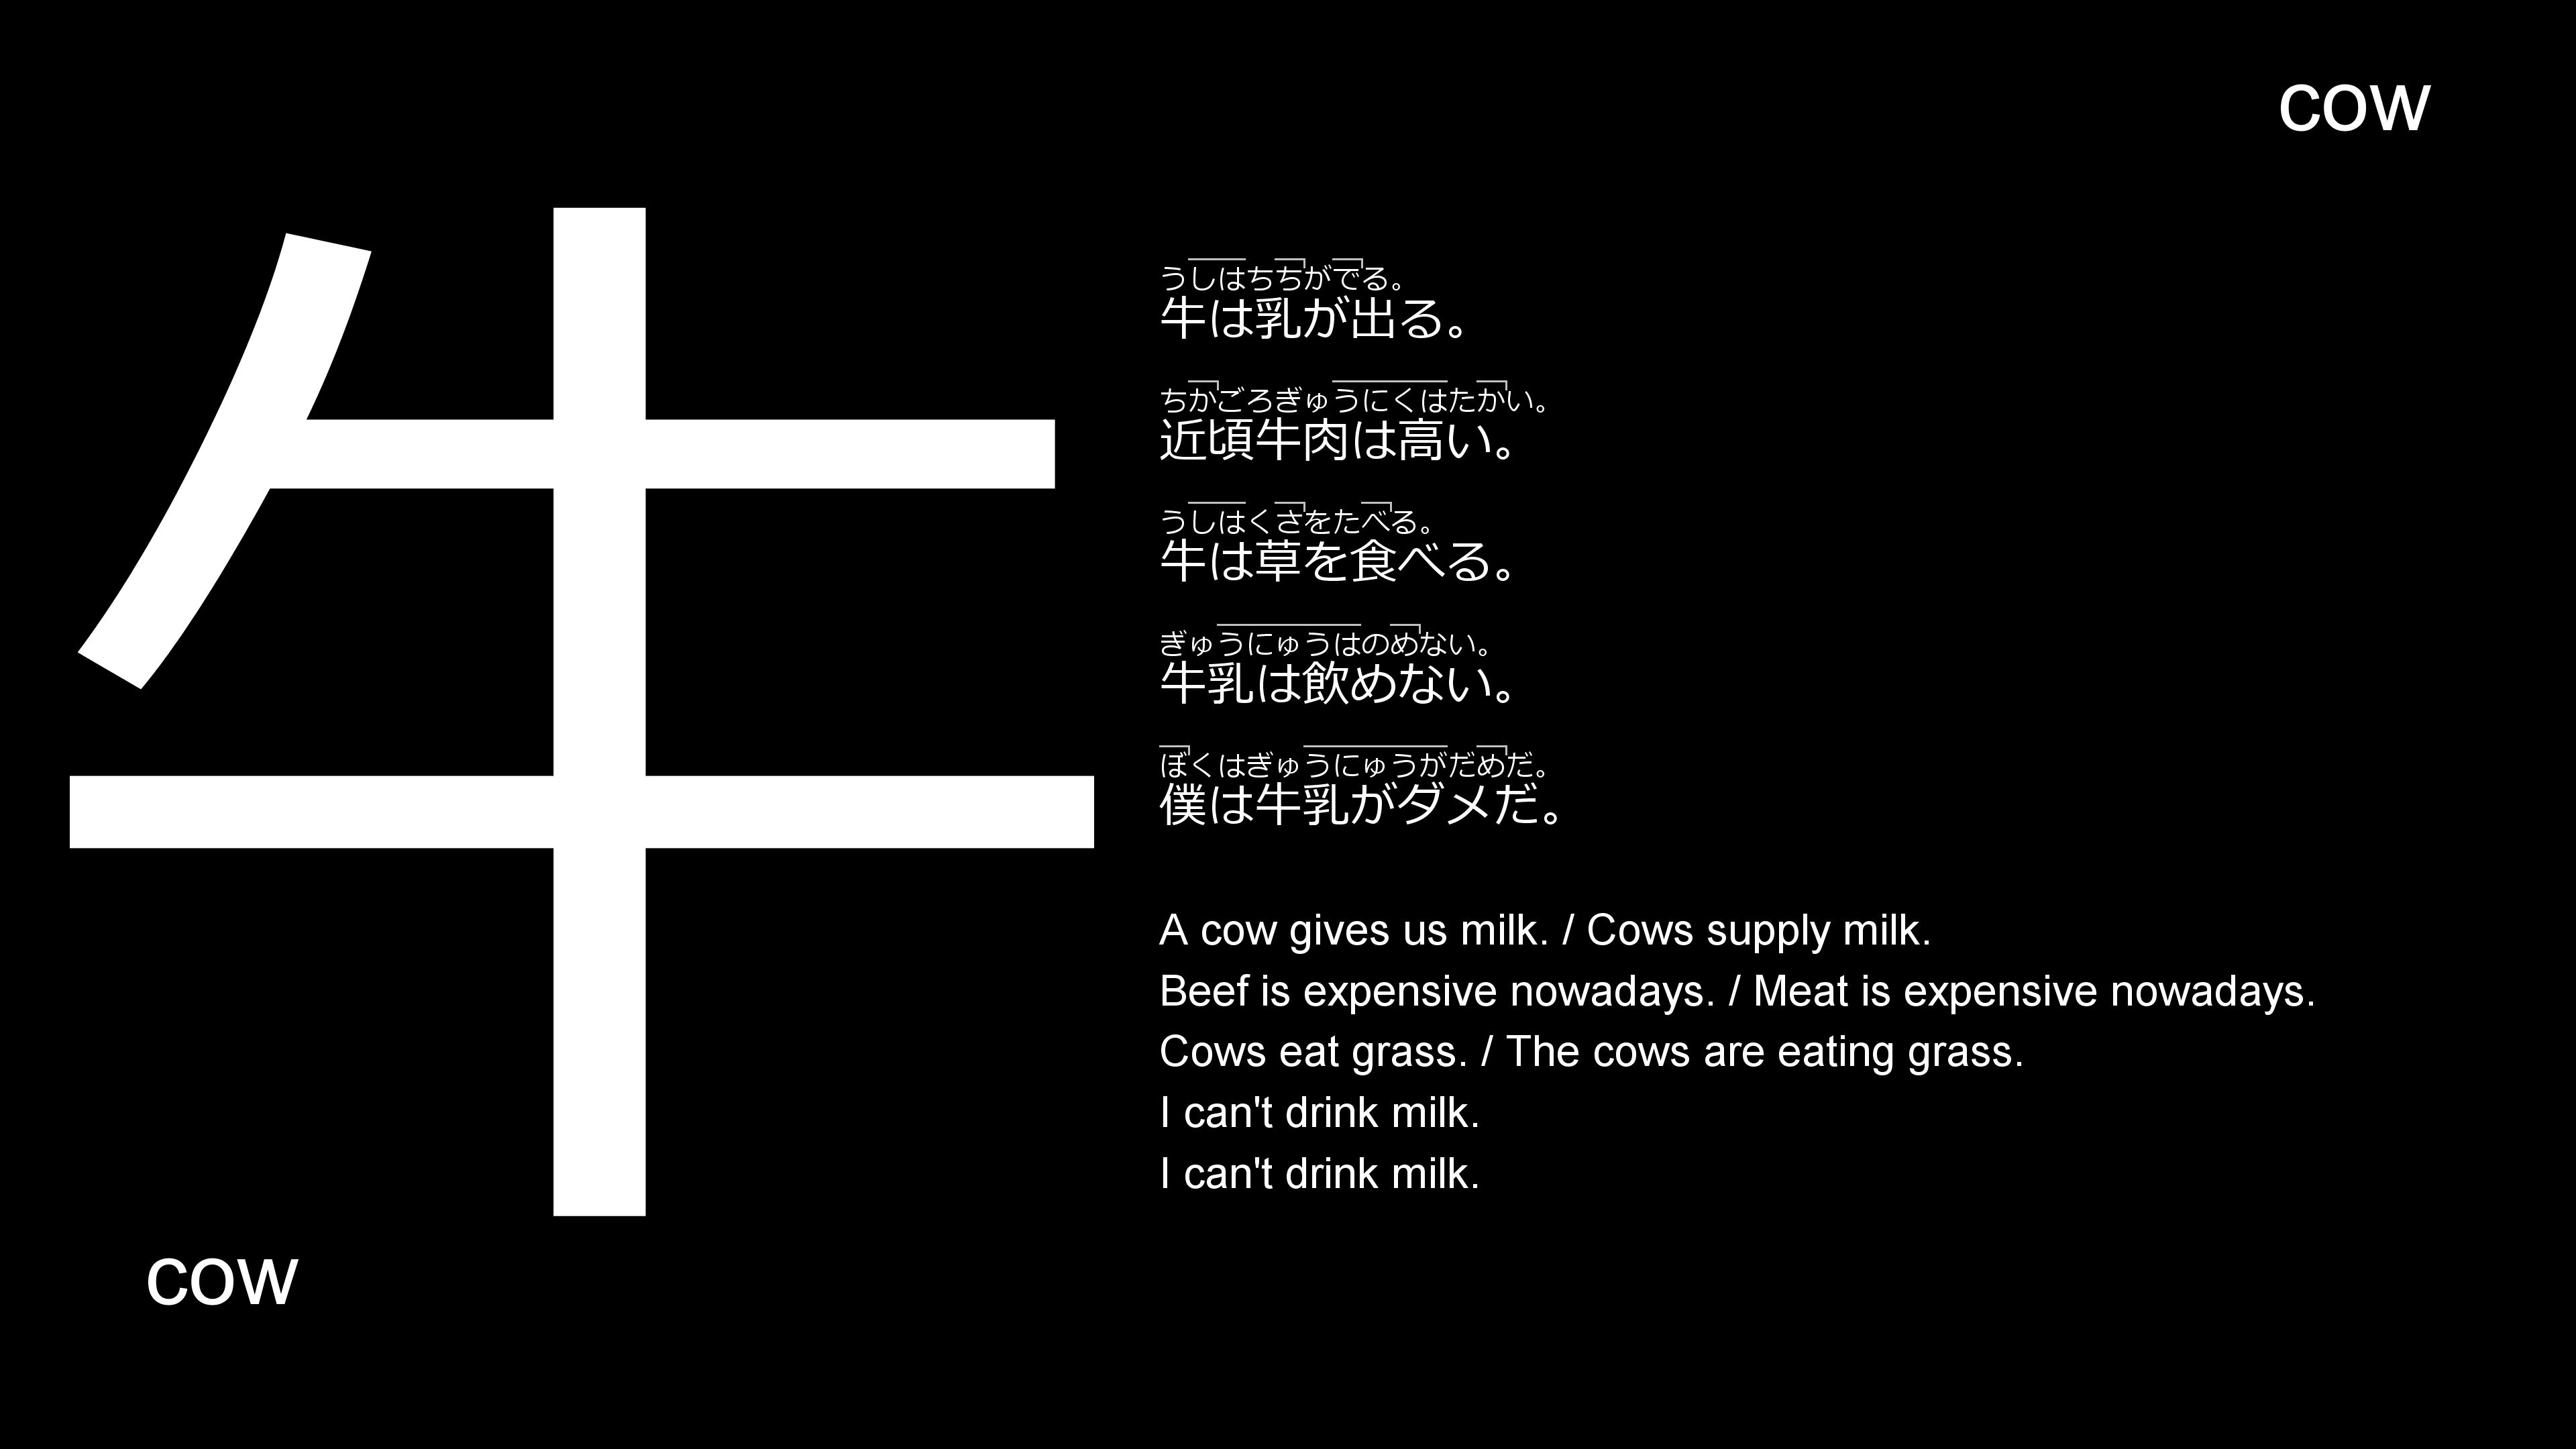 cow
牛
うしはちちがでる。
牛は乳が出る。
ちかごろぎゅうにくはたかい。
近頃牛肉は高い。
うしはくさをたべる。
牛は草を食べる。
ぎゅうにゅうはのめない。
牛乳は飲めない。
ぼくはぎゅうにゅうがだめだ。
僕は牛乳がダメだ。
A cow gives us milk. / Cows supply milk.
Beef is expensive nowadays. / Meat is expensive nowadays.
Cows eat grass. / The cows are eating grass.
I can't drink milk.
I can't drink milk.
cow